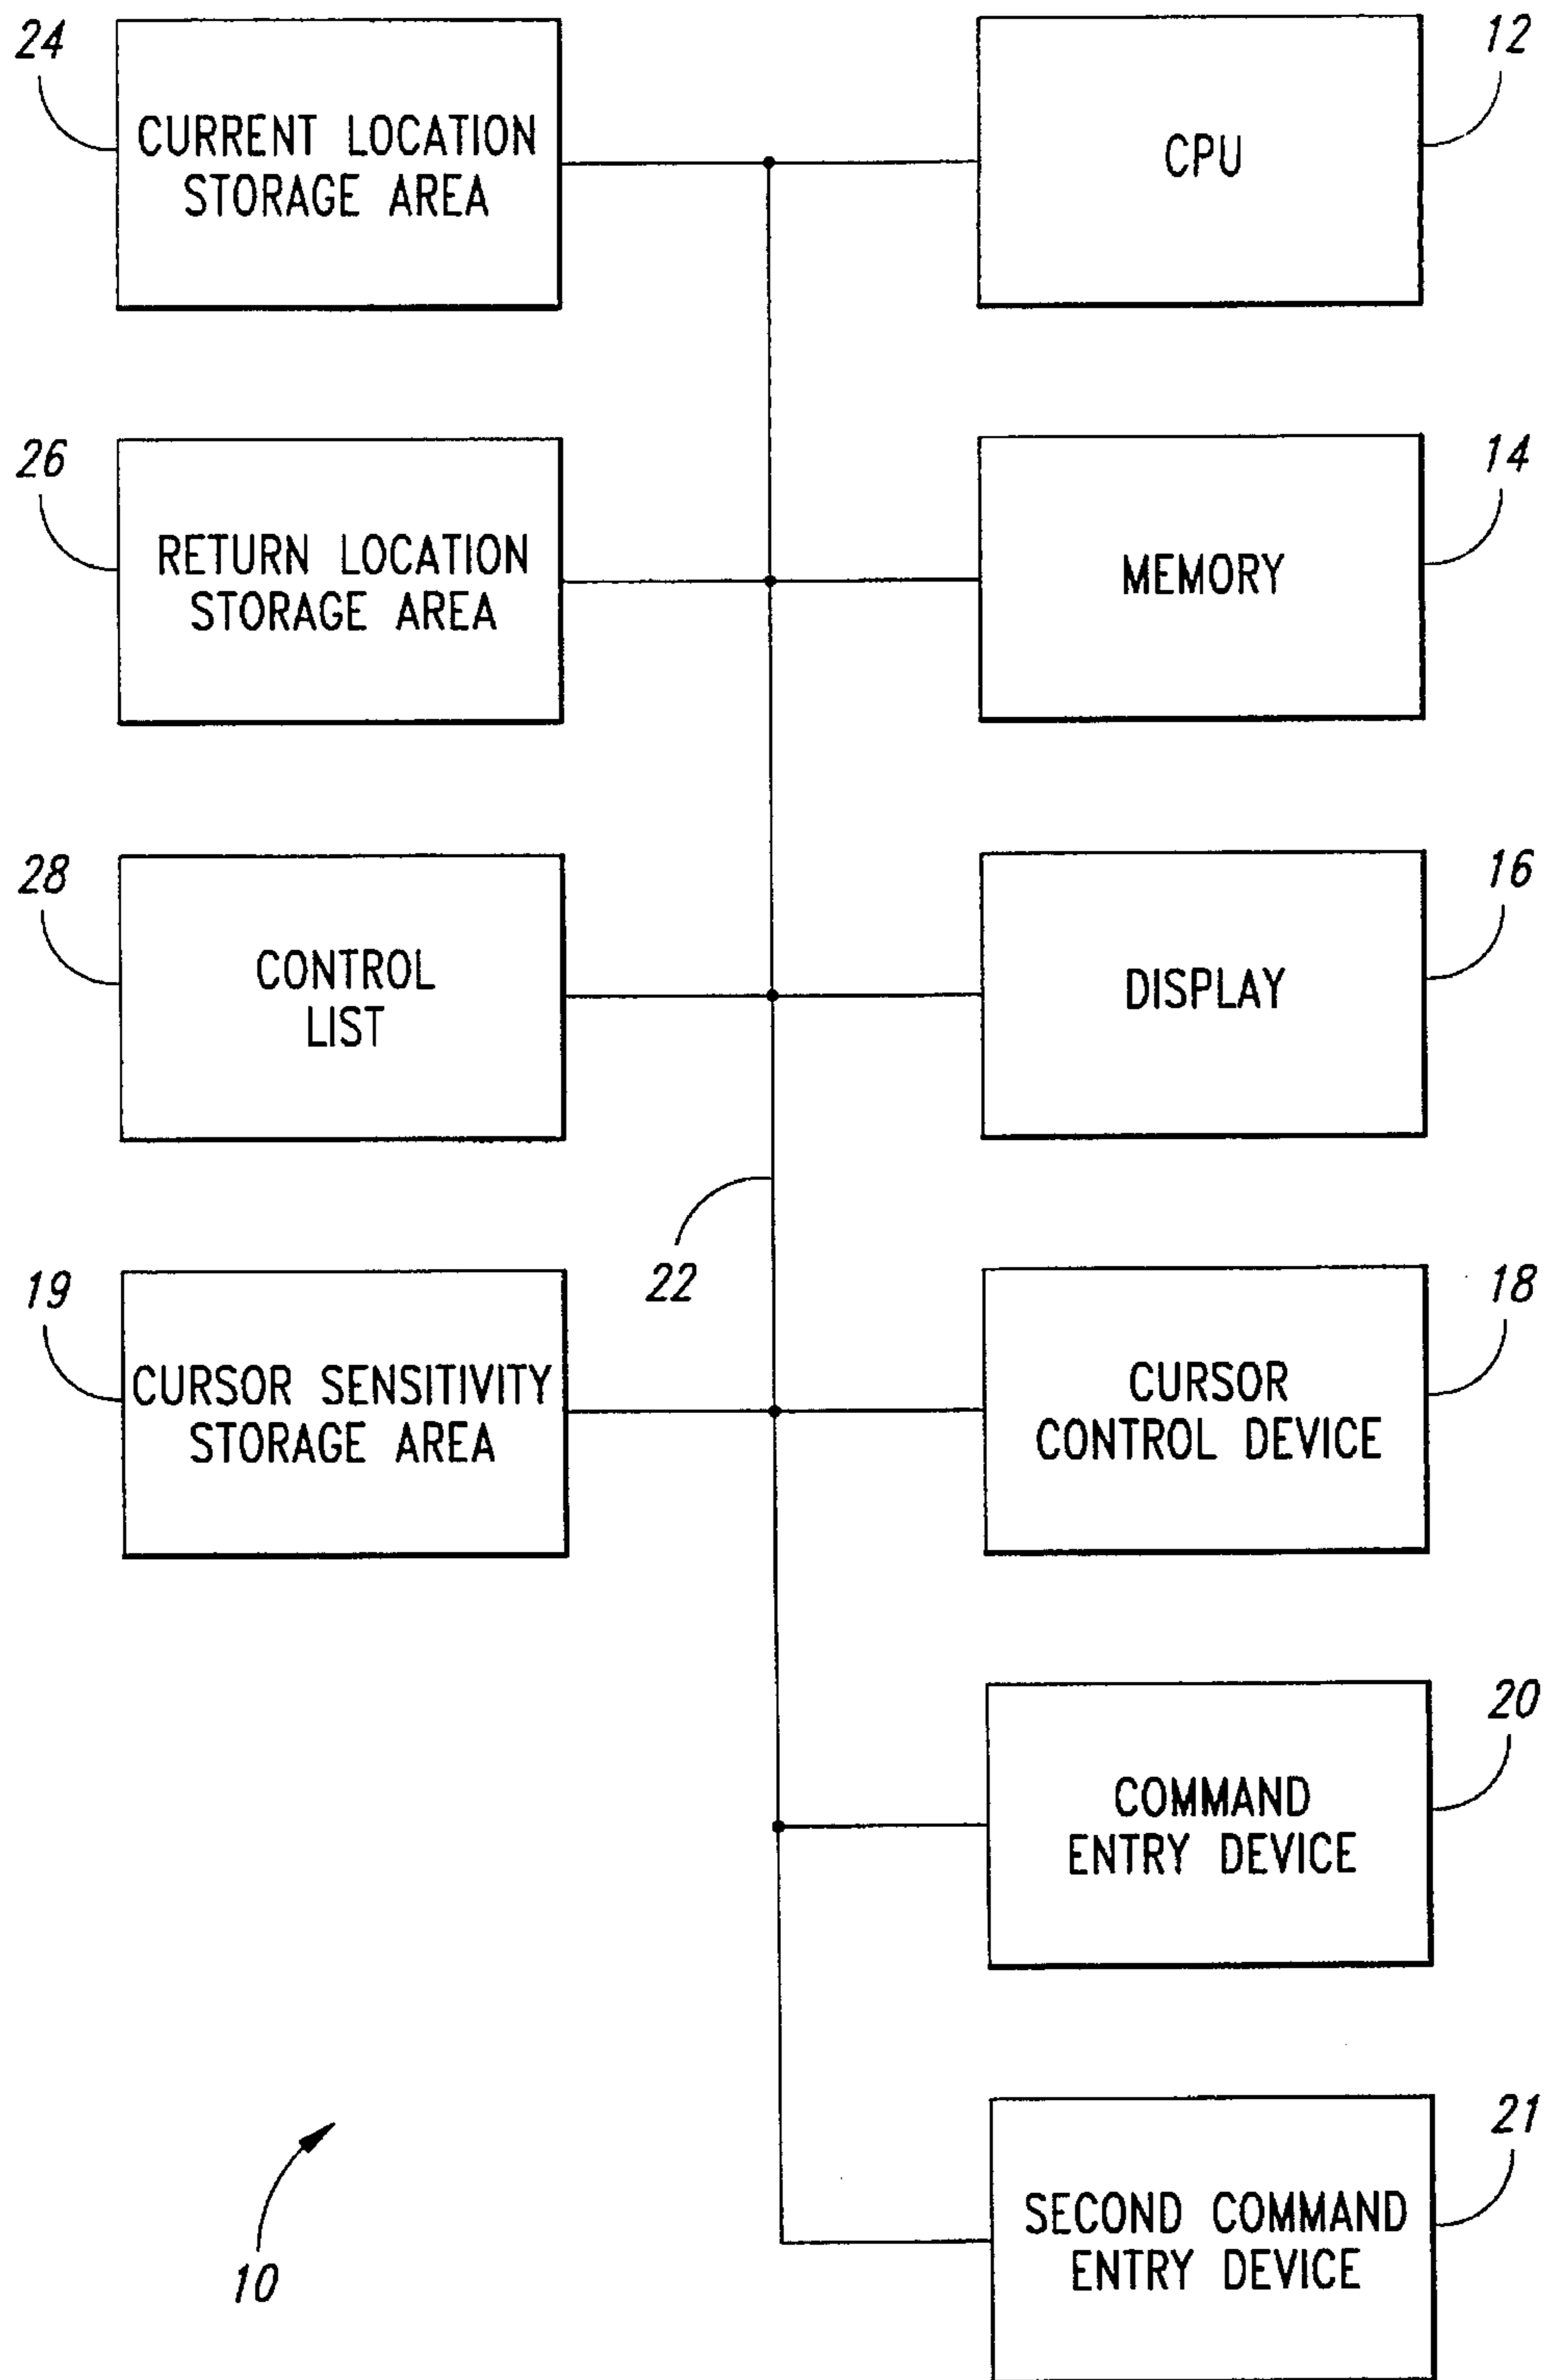 24
CURRENT LOCATION
STORAGE AREA
12
CPU
26
RETURN LOCATION
STORAGE AREA
14
MEMORY
28
CONTROL
LIST
16
DISPLAY
22
19
CURSOR SENSITIVITY
STORAGE AREA
18
CURSOR
CONTROL DEVICE
20
COMMAND
ENTRY DEVICE
21
SECOND COMMAND
ENTRY DEVICE
10